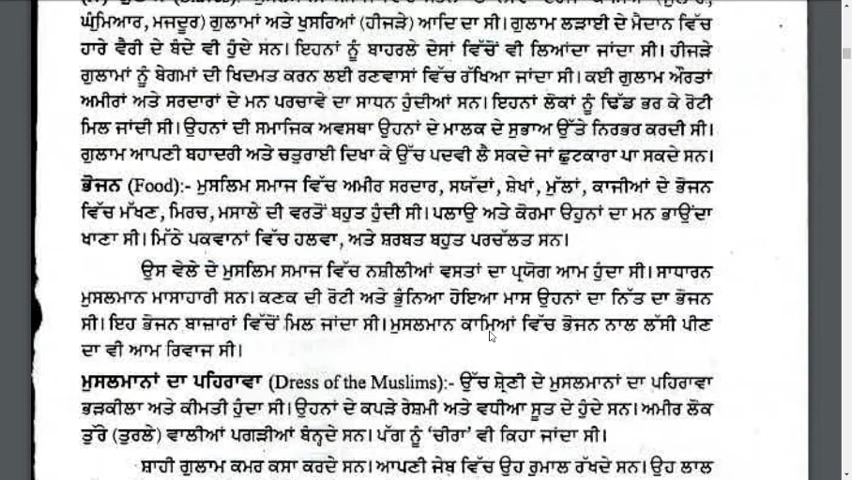 ਘੁੰਮਿਆਰ, ਮਜਦੂਰ) ਗੁਲਾਮਾਂ ਅਤੇ ਖੁਸਰਿਆਂ (ਹੀਜੜੇ) ਆਦਿ ਦਾ ਸੀ। ਗੁਲਾਮ ਲੜਾਈ ਦੇ ਮੈਦਾਨ ਵਿੱਚ
ਹਾਰੇ ਵੈਰੀ ਦੇ ਬੰਦੇ ਵੀ ਹੁੰਦੇ ਸਨ। ਇਹਨਾਂ ਨੂੰ ਬਾਹਰਲੇ ਦੇਸਾਂ ਵਿੱਚੋਂ ਵੀ ਲਿਆਂਦਾ ਜਾਂਦਾ ਸੀ। ਹੀਜੜੇ
ਗੁਲਾਮਾਂ ਨੂੰ ਬੇਗਮਾਂ ਦੀ ਖਿਦਮਤ ਕਰਨ ਲਈ ਰਣਵਾਸਾਂ ਵਿੱਚ ਰੱਖਿਆ ਜਾਂਦਾ ਸੀ। ਕਈ ਗੁਲਾਮ ਔਰਤਾਂ
ਅਮੀਰਾਂ ਅਤੇ ਸਰਦਾਰਾਂ ਦੇ ਮਨ ਪਰਚਾਵੇ ਦਾ ਸਾਧਨ ਹੁੰਦੀਆਂ ਸਨ। ਇਹਨਾਂ ਲੋਕਾਂ ਨੂੰ ਢਿੱਡ ਭਰ ਕੇ ਰੋਟੀ
ਮਿਲ ਜਾਂਦੀ ਸੀ। ਉਹਨਾਂ ਦੀ ਸਮਾਜਿਕ ਅਵਸਥਾ ਉਹਨਾਂ ਦੇ ਮਾਲਕ ਦੇ ਸੁਭਾਅ ਉੱਤੇ ਨਿਰਭਰ ਕਰਦੀ ਸੀ।
ਗੁਲਾਮ ਆਪਣੀ ਬਹਾਦਰੀ ਅਤੇ ਚਤੁਰਾਈ ਦਿਖਾ ਕੇ ਉੱਚ ਪਦਵੀ ਲੈ ਸਕਦੇ ਜਾਂ ਛੁਟਕਾਰਾ ਪਾ ਸਕਦੇ ਸਨ।
ਭੋਜਨ (Food):- ਮੁਸਲਿਮ ਸਮਾਜ ਵਿੱਚ ਅਮੀਰ ਸਰਦਾਰ, ਸਯੱਦਾਂ, ਸ਼ੇਖਾਂ, ਮੁੱਲਾਂ, ਕਾਜੀਆਂ ਦੇ ਭੋਜਨ
ਵਿੱਚ ਮੱਖਣ, ਮਿਰਚ, ਮਸਾਲੇ ਦੀ ਵਰਤੋਂ ਬਹੁਤ ਹੁੰਦੀ ਸੀ। ਪਲਾਉ ਅਤੇ ਕੋਰਮਾ ਉਹਨਾਂ ਦਾ ਮਨ ਭਾਉਂਦਾ
ਖਾਣਾ ਸੀ। ਮਿੱਠੇ ਪਕਵਾਨਾਂ ਵਿੱਚ ਹਲਵਾ, ਅਤੇ ਸ਼ਰਬਤ ਬਹੁਤ ਪਰਚੱਲਤ ਸਨ।
ਉਸ ਵੇਲੇ ਦੇ ਮੁਸਲਿਮ ਸਮਾਜ ਵਿੱਚ ਨਸ਼ੀਲੀਆਂ ਵਸਤਾਂ ਦਾ ਪ੍ਰਯੋਗ ਆਮ ਹੁੰਦਾ ਸੀ। ਸਾਧਾਰਨ
ਮੁਸਲਮਾਨ ਮਾਸਾਹਾਰੀ ਸਨ। ਕਣਕ ਦੀ ਰੋਟੀ ਅਤੇ ਭੁੰਨਿਆ ਹੋਇਆ ਮਾਸ ਉਹਨਾਂ ਦਾ ਨਿੱਤ ਦਾ ਭੋਜਨ
ਸੀ। ਇਹ ਭੋਜਨ ਬਾਜ਼ਾਰਾਂ ਵਿੱਚੋਂ ਮਿਲ ਜਾਂਦਾ ਸੀ। ਮੁਸਲਮਾਨ ਕਾਮਿਆਂ ਵਿੱਚ ਭੋਜਨ ਨਾਲ ਲੱਸੀ ਪੀਣ
ਦਾ ਵੀ ਆਮ ਰਿਵਾਜ ਸੀ।
ਮੁਸਲਮਾਨਾਂ ਦਾ ਪਹਿਰਾਵਾ (Dress of the Muslims):- ਉੱਚ ਸ਼੍ਰੇਣੀ ਦੇ ਮੁਸਲਮਾਨਾਂ ਦਾ ਪਹਿਰਾਵਾ
ਭੜਕੀਲਾ ਅਤੇ ਕੀਮਤੀ ਹੁੰਦਾ ਸੀ। ਉਹਨਾਂ ਦੇ ਕਪੜੇ ਰੇਸ਼ਮੀ ਅਤੇ ਵਧੀਆ ਸੂਤ ਦੇ ਹੁੰਦੇ ਸਨ। ਅਮੀਰ ਲੋਕ
ਤੁੱਰੇ (ਤੁਰਲੇ) ਵਾਲੀਆਂ ਪਗੜੀਆਂ ਬੰਨ੍ਹਦੇ ਸਨ। ਪੱਗ ਨੂੰ 'ਚੀਰਾ' ਵੀ ਕਿਹਾ ਜਾਂਦਾ ਸੀ।
ਸ਼ਾਹੀ ਗੁਲਾਮ ਕਮਰ ਕਸਾ ਕਰਦੇ ਸਨ। ਆਪਣੀ ਜੇਬ ਵਿੱਚ ਉਹ ਰੁਮਾਲ ਰੱਖਦੇ ਸਨ। ਉਹ ਲਾਲ